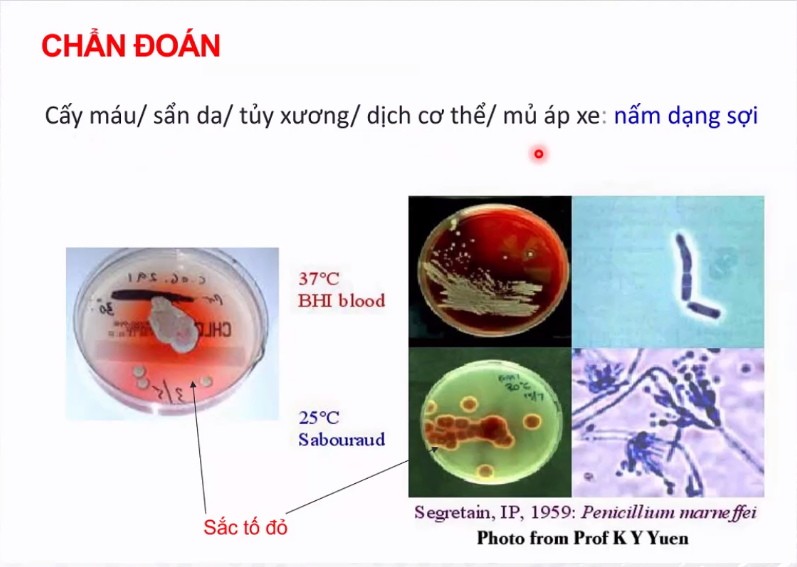 CHẨN ĐOÁN
Cấy máu/ sẩn da/ tủy xương/ dịch cơ thể/ mủ áp xe: nấm dạng sợi
37°C
BHI blood
25°C
Sabouraud
Sắc tố đỏ
30°C
Segretain, IP, 1959: Penicillium marneffei
Photo from Prof K Y Yuen